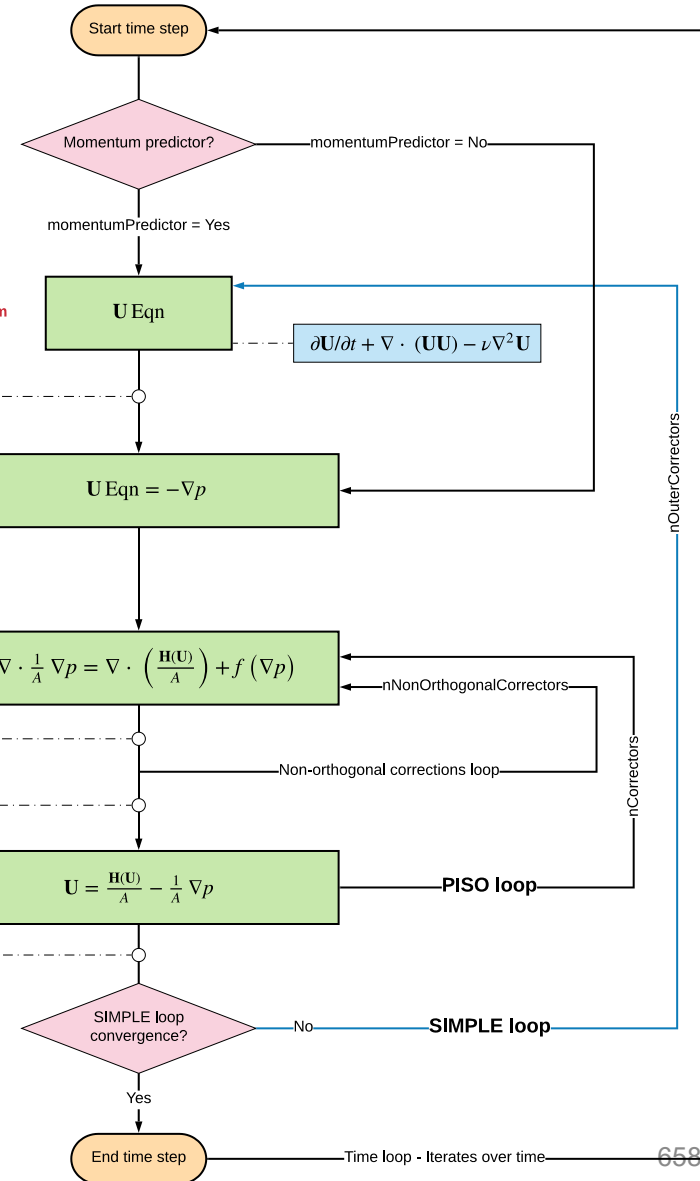 Start time step
Momentum predictor?
momentumPredictor = No
momentumPredictor = Yes
m
U Eqn
∂U/∂t + ∇ · (UU) − ν∇²U
nOuterCorrectors
U Eqn = −∇p
∇ · 1/A ∇p = ∇ · (H(U)/A) + f (∇p)
nNonOrthogonalCorrectors
nCorrectors
Non-orthogonal corrections loop
U = H(U)/A − 1/A ∇p
PISO loop
SIMPLE loop
convergence?
No
SIMPLE loop
Yes
End time step
Time loop - Iterates over time
658